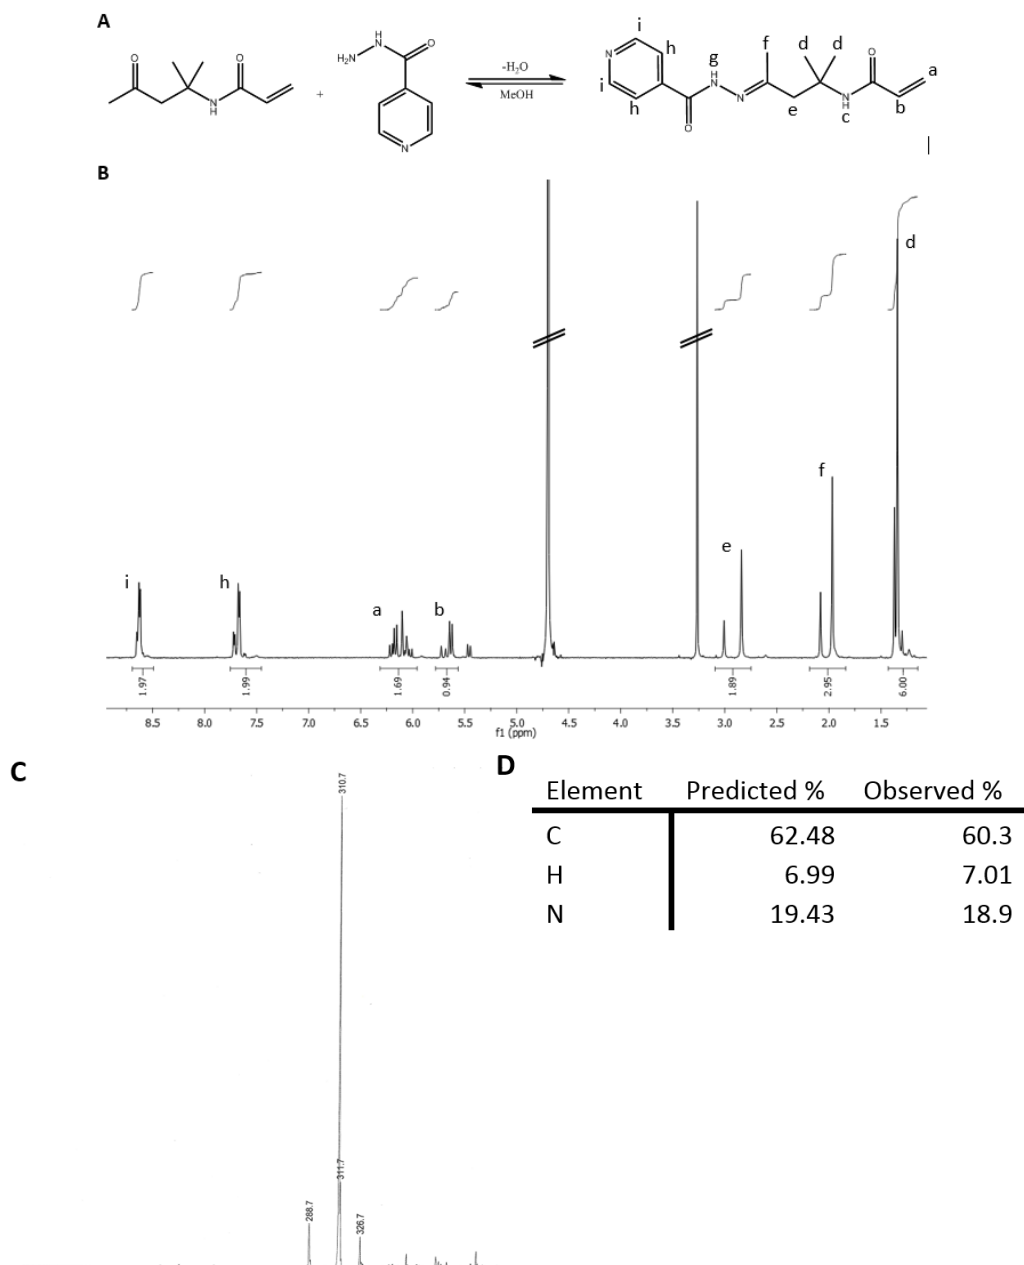 A
O
O
N
H
+
H
N
H₂N
O
N
-H₂O
MeOH
i
h
N
i
h
O
g
H
N
N
f
e
d
d
N
H
c
O
b
a
B
d
f
e
i
h
a
b
1.97
1.99
1.69
0.94
1.89
2.95
6.00
8.5 8.0 7.5 7.0 6.5 6.0 5.5 5.0 4.5 4.0 3.5 3.0 2.5 2.0 1.5
f1 (ppm)
C
310.7
311.7
288.7
326.7
D
Element Predicted % Observed %
C 62.48 60.3
H 6.99 7.01
N 19.43 18.9